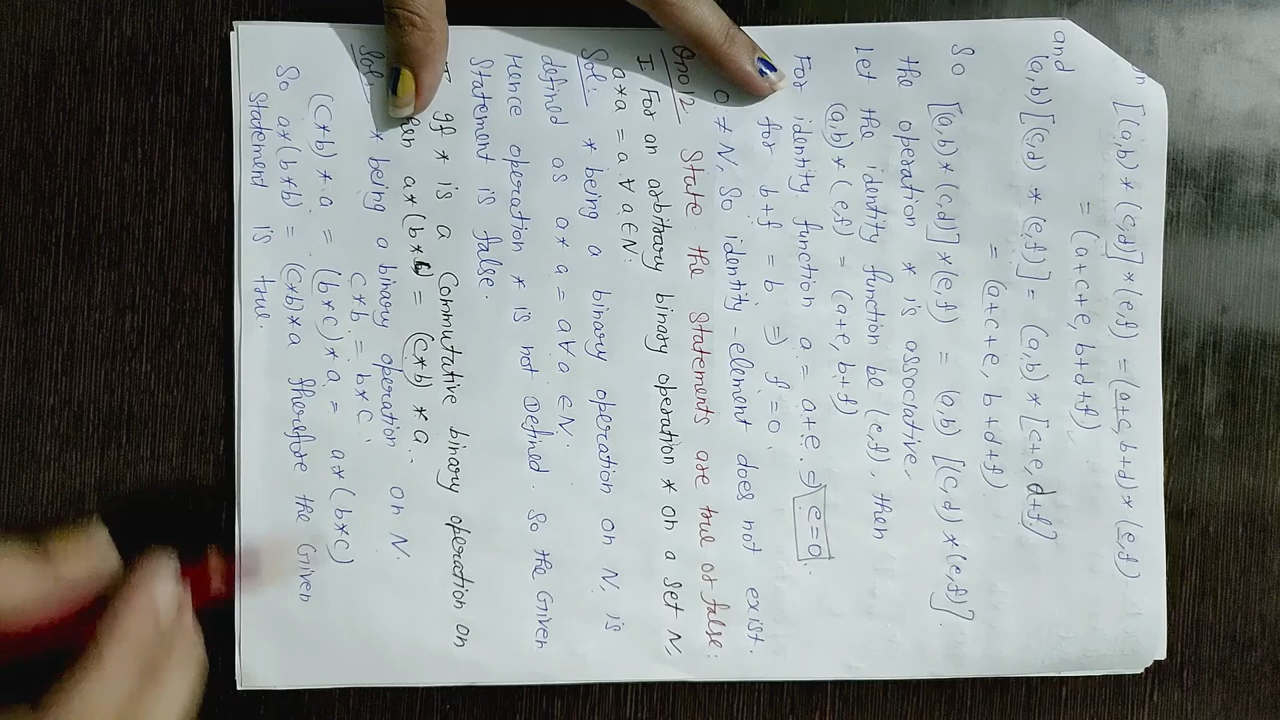 [(a,b) * (c,d)] * (e,f) = (a+c, b+d) * (e,f)
= (a+c+e, b+d+f)
and
(a,b) [(c,d) * (e,f)] = (a,b) * [c+e, d+f]
= (a+c+e, b+d+f)
So [(a,b) * (c,d)] * (e,f) = (a,b) [(c,d) * (e,f)]
the operation * is associative.
Let the identity function be (e,f), then
(a,b) * (e,f) = (a+e, b+f)
For identity function a = a+e. => e=0.
for b+f = b => f=0.
0 ≠ N, So identity-element does not exist.
Qno12. State the Statements are true or false:
I For an arbitrary binary operation * on a set N,
a*a = a ∀ a ∈ N.
Sol: * being a binary operation on N, is
defined as a*a = a ∀ a ∈ N.
Hence operation * is not Defined. So the Given
Statement is false.
If * is a Commutative binary operation on
a*(b*c) = (c*b)*a.
Sol: * being a binary operation on N.
c*b = b*c.
(c*b)*a = (b*c)*a = a*(b*c)
So a*(b*b) = (c*b)*a therefore the Given
Statement is true.